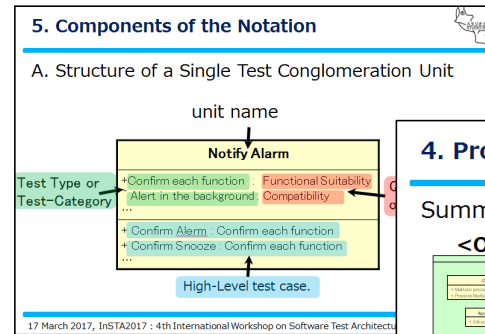 5. Components of the Notation
A. Structure of a Single Test Conglomeration Unit
unit name
Notify Alarm
Test Type or
Test-Category
+Confirm each function : Functional Suitability
Alert in the background: Compatibility
...
+ Confirm Alerm : Confirm each function
+ Confirm Snooze : Confirm each function
...
High-Level test case.
17 March 2017, InSTA2017 : 4th International Workshop on Software Test Architectu
4. Pro
Summ
<O